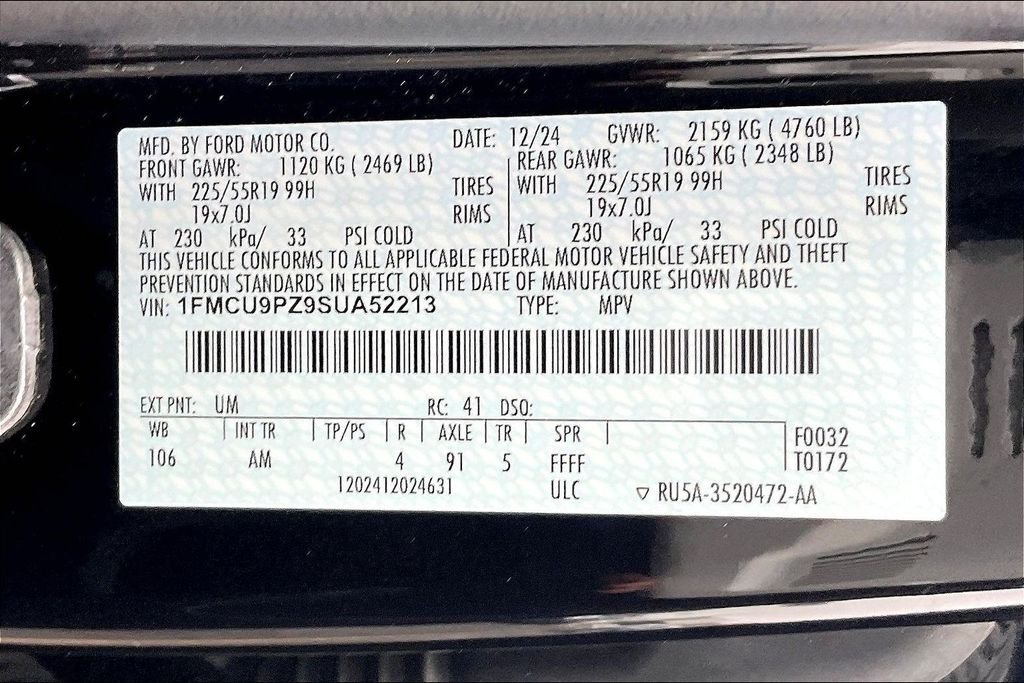 MFD. BY FORD MOTOR CO. DATE: 12/24 GVWR: 2159 KG ( 4760 LB)
FRONT GAWR: 1120 KG ( 2469 LB) REAR GAWR: 1065 KG ( 2348 LB)
WITH 225/55R19 99H TIRES WITH 225/55R19 99H TIRES
19x7.0J RIMS 19x7.0J RIMS
AT 230 kPa/ 33 PSI COLD AT 230 kPa/ 33 PSI COLD
THIS VEHICLE CONFORMS TO ALL APPLICABLE FEDERAL MOTOR VEHICLE SAFETY AND THEFT
PREVENTION STANDARDS IN EFFECT ON THE DATE OF MANUFACTURE SHOWN ABOVE.
VIN: 1FMCU9PZ9SUA52213 TYPE: MPV
EXT PNT: UM RC: 41 DSO:
WB INT TR TP/PS R AXLE TR SPR F0032
106 AM 4 91 5 FFFF T0172
1202412024631 ULC ▽ RU5A-3520472-AA